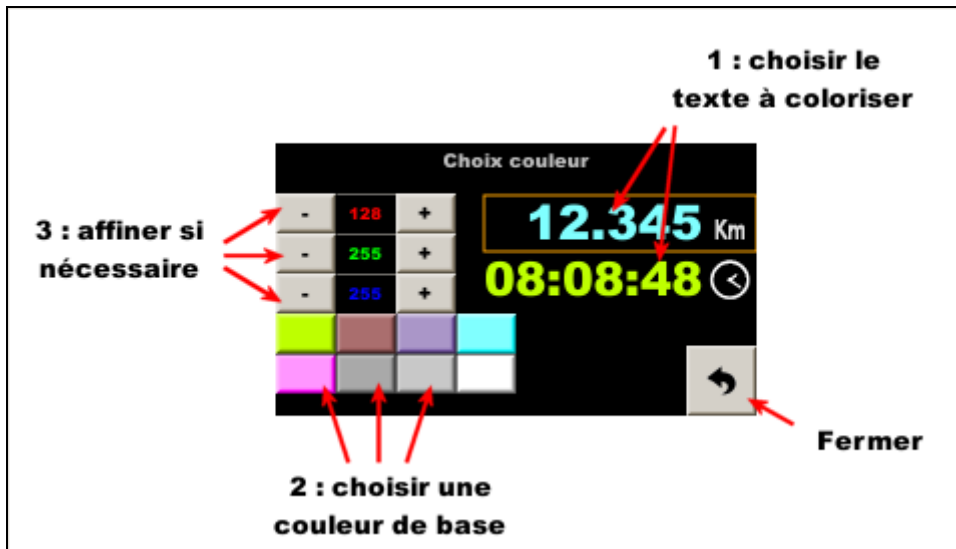 1 : choisir le
texte à coloriser
Choix couleur
- 128 +
- 255 +
- 255 +
12.345 Km
08:08:48
3 : affiner si
nécessaire
Fermer
2 : choisir une
couleur de base